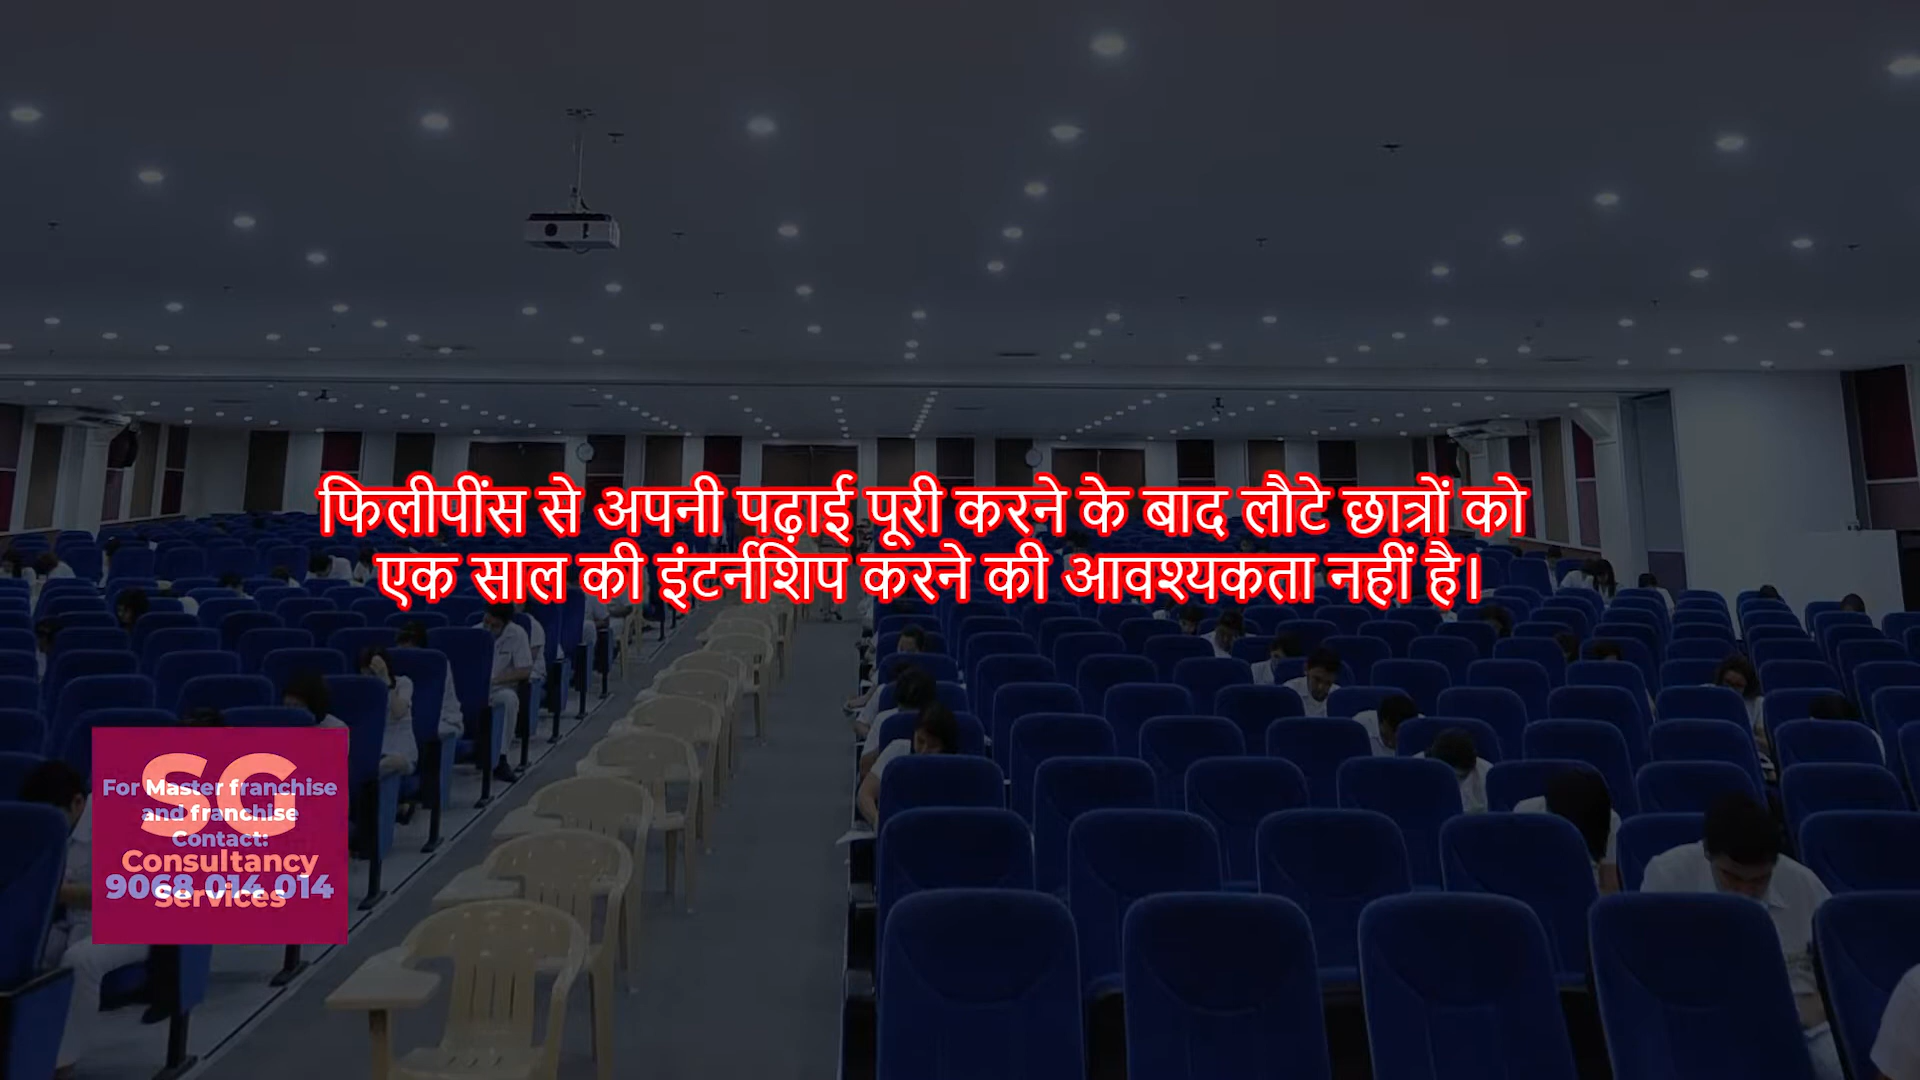 फिलीपींस से अपनी पढ़ाई पूरी करने के बाद लौटे छात्रों को
एक साल की इंटर्नशिप करने की आवश्यकता नहीं है।
SG
For Master franchise
and franchise
Contact:
Consultancy
9068 014 014
Services